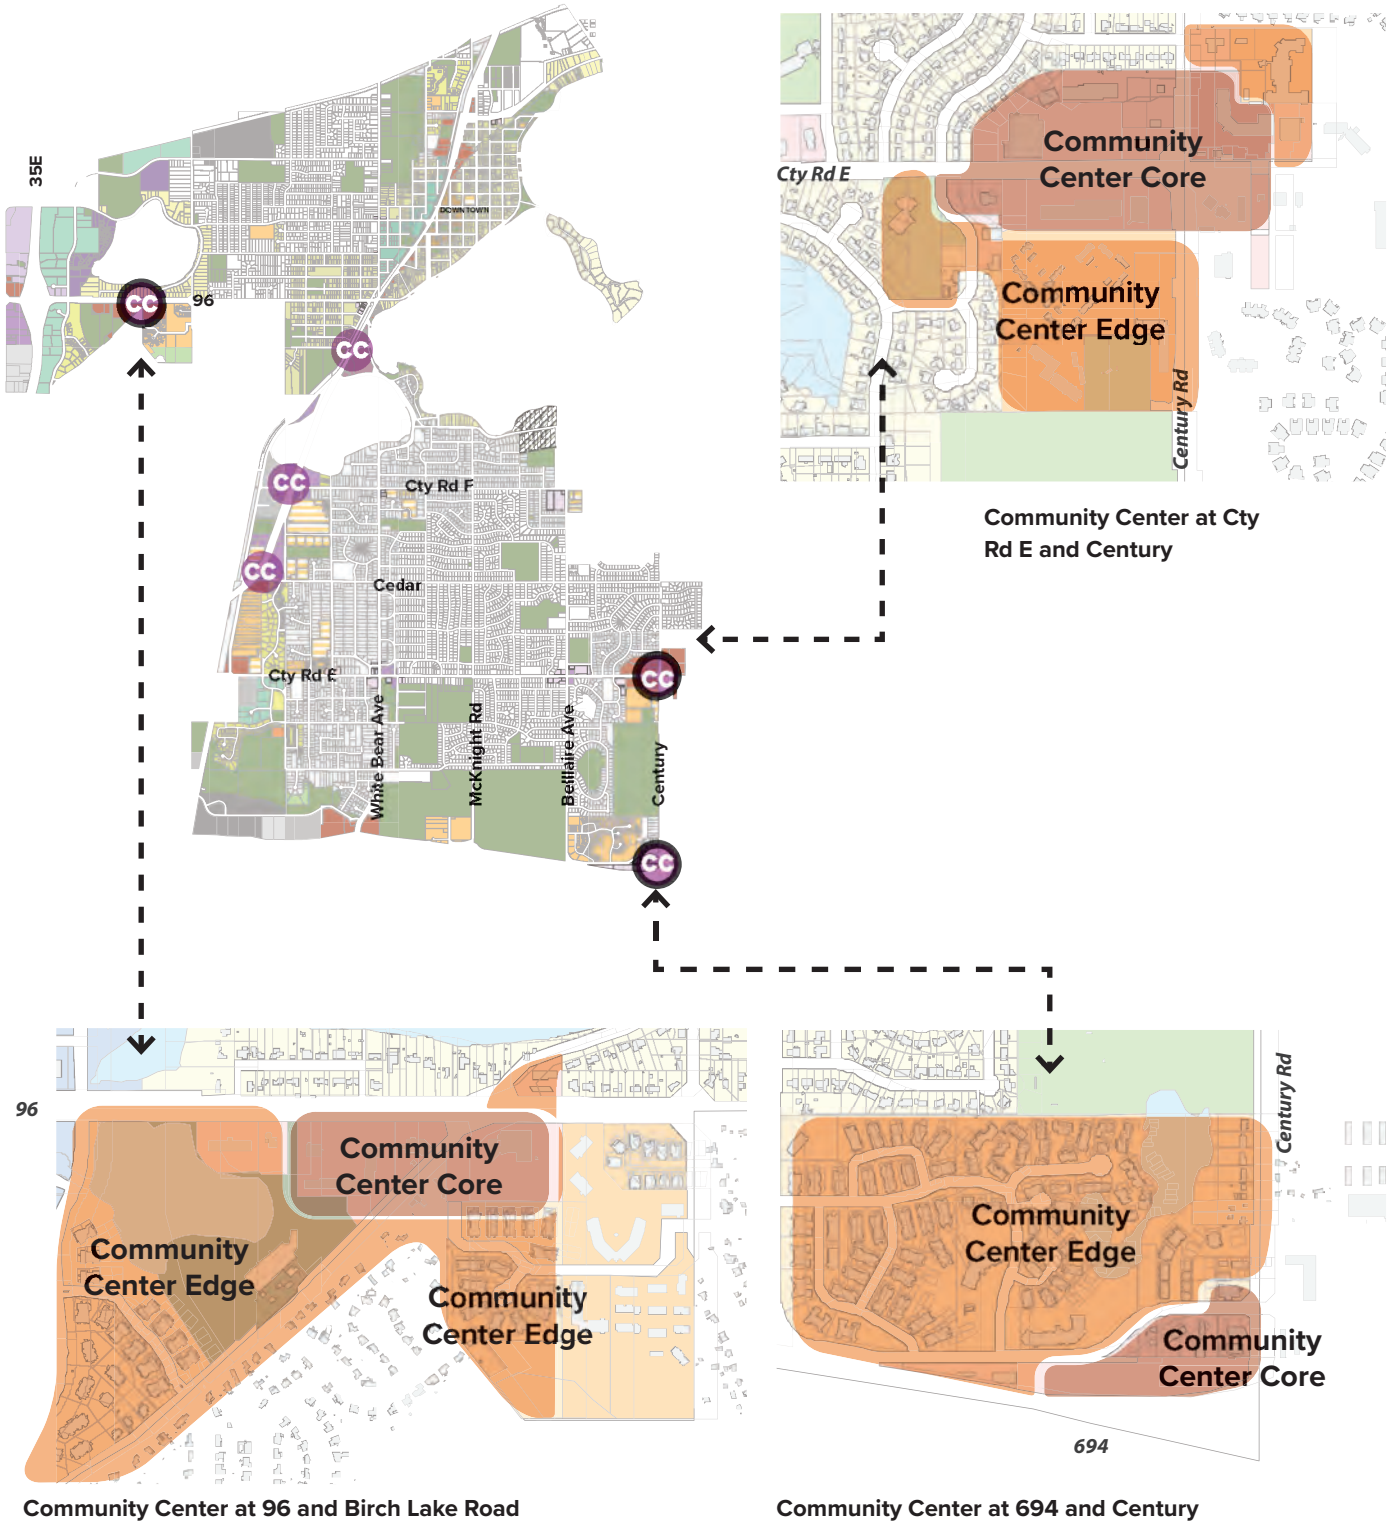 35E
DOWNTOWN
CC
96
CC
CC
Cty Rd F
CC
Cedar
Cty Rd E
CC
White Bear Ave
McKnight Rd
Bellaire Ave
Century
CC
Cty Rd E
Community
Center Core
Community
Center Edge
Century Rd
Community Center at Cty
Rd E and Century
96
Community
Center Core
Community
Center Edge
Community
Center Edge
Community Center at 96 and Birch Lake Road
Century Rd
Community
Center Edge
Community
Center Core
694
Community Center at 694 and Century